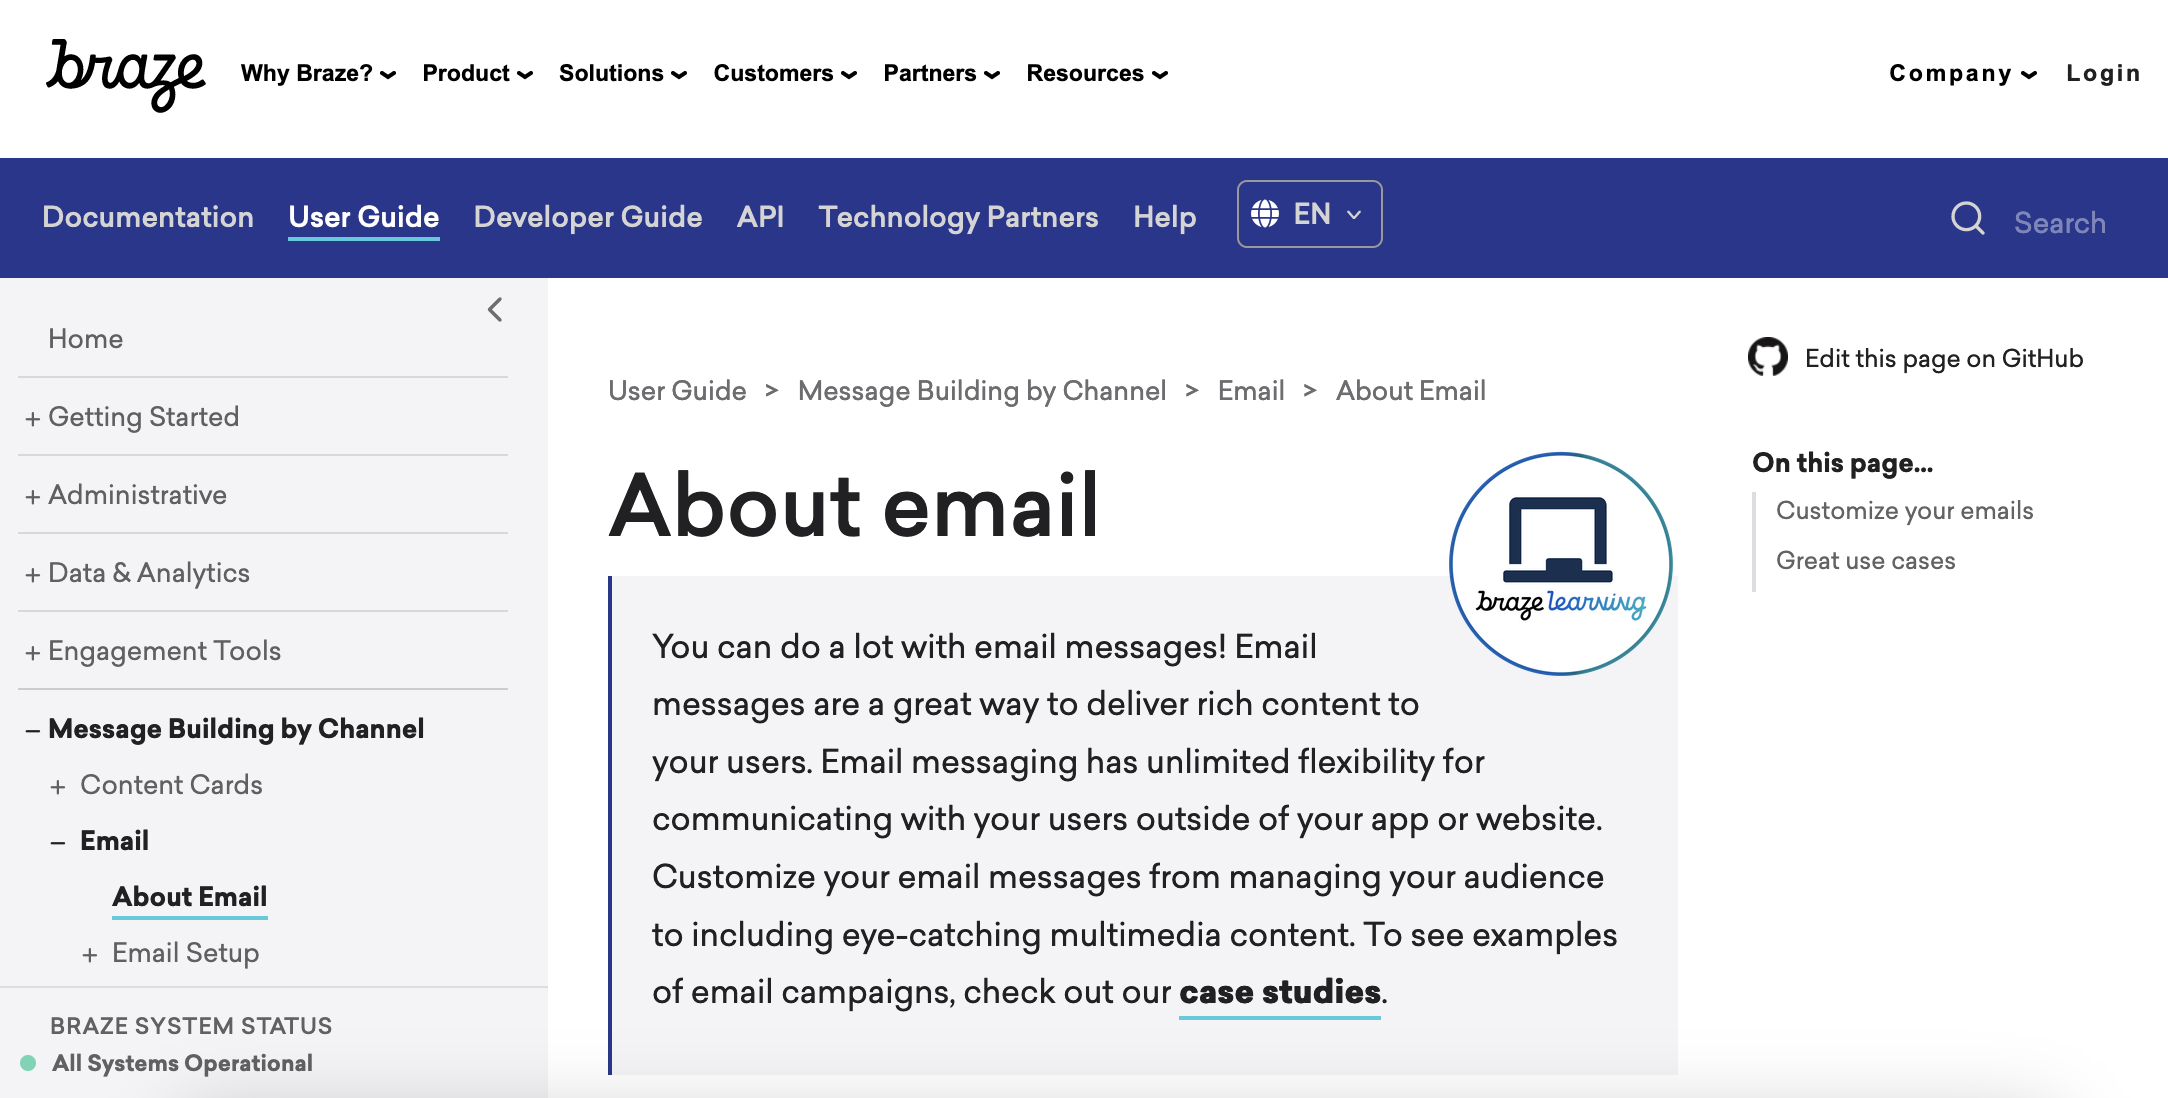 braze Why Braze? Product Solutions Customers Partners Resources Company Login
Documentation User Guide Developer Guide API Technology Partners Help EN Search
Home
+ Getting Started
+ Administrative
+ Data & Analytics
+ Engagement Tools
– Message Building by Channel
+ Content Cards
– Email
About Email
+ Email Setup
BRAZE SYSTEM STATUS
All Systems Operational
User Guide > Message Building by Channel > Email > About Email
About email
braze learning
You can do a lot with email messages! Email
messages are a great way to deliver rich content to
your users. Email messaging has unlimited flexibility for
communicating with your users outside of your app or website.
Customize your email messages from managing your audience
to including eye-catching multimedia content. To see examples
of email campaigns, check out our case studies.
Edit this page on GitHub
On this page...
Customize your emails
Great use cases